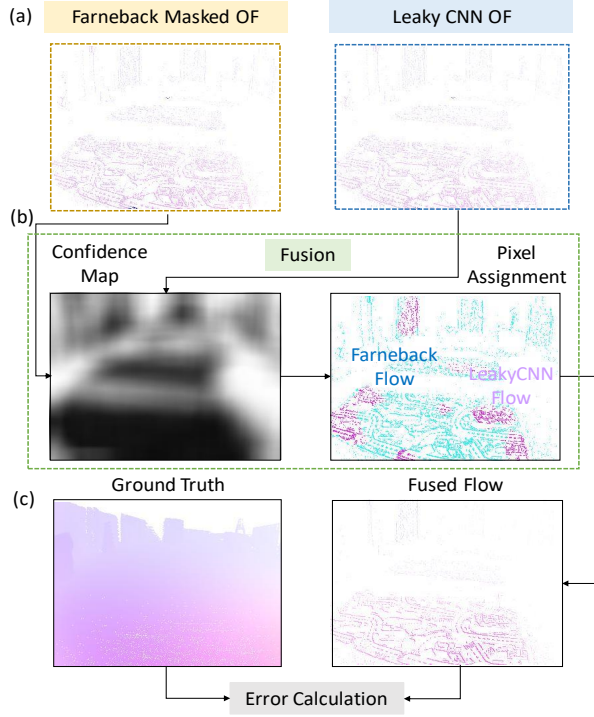 (a)
Farneback Masked OF
Leaky CNN OF
(b)
Confidence
Map
Fusion
Pixel
Assignment
Farneback
Flow
LeakyCNN
Flow
(c)
Ground Truth
Fused Flow
Error Calculation